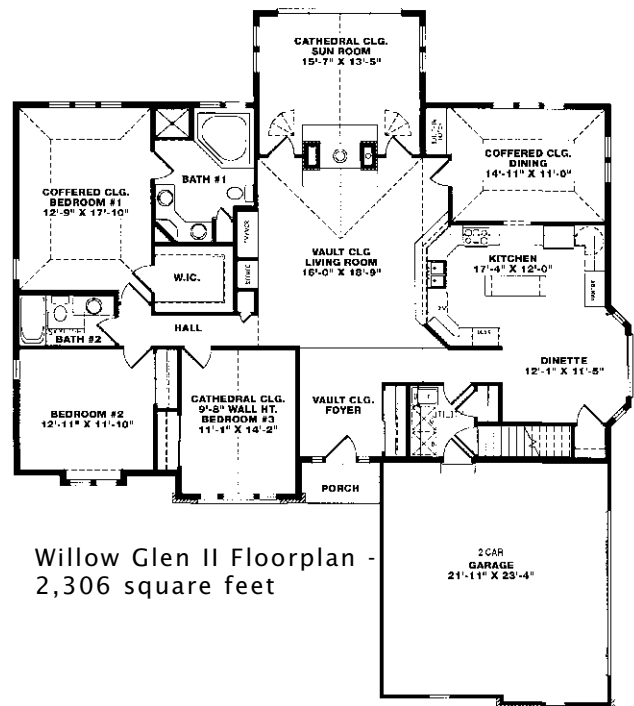 CATHEDRAL CLG.
SUN ROOM
15'-7" X 13'-5"
COFFERED CLG.
BEDROOM #1
12'-9" X 17'-10"
BATH #1
COFFERED CLG.
DINING
14'-11" X 11'-0"
VAULT CLG
LIVING ROOM
16'-0" X 18'-9"
KITCHEN
17'-4" X 12'-0"
W.I.C.
HALL
BATH #2
DESK
DINETTE
12'-1" X 11'-5"
BEDROOM #2
12'-11" X 11'-10"
CATHEDRAL CLG.
9'-8" WALL HT.
BEDROOM #3
11'-1" X 14'-2"
VAULT CLG.
FOYER
PORCH
2 CAR
GARAGE
21'-11" X 23'-4"
Willow Glen II Floorplan -
2,306 square feet